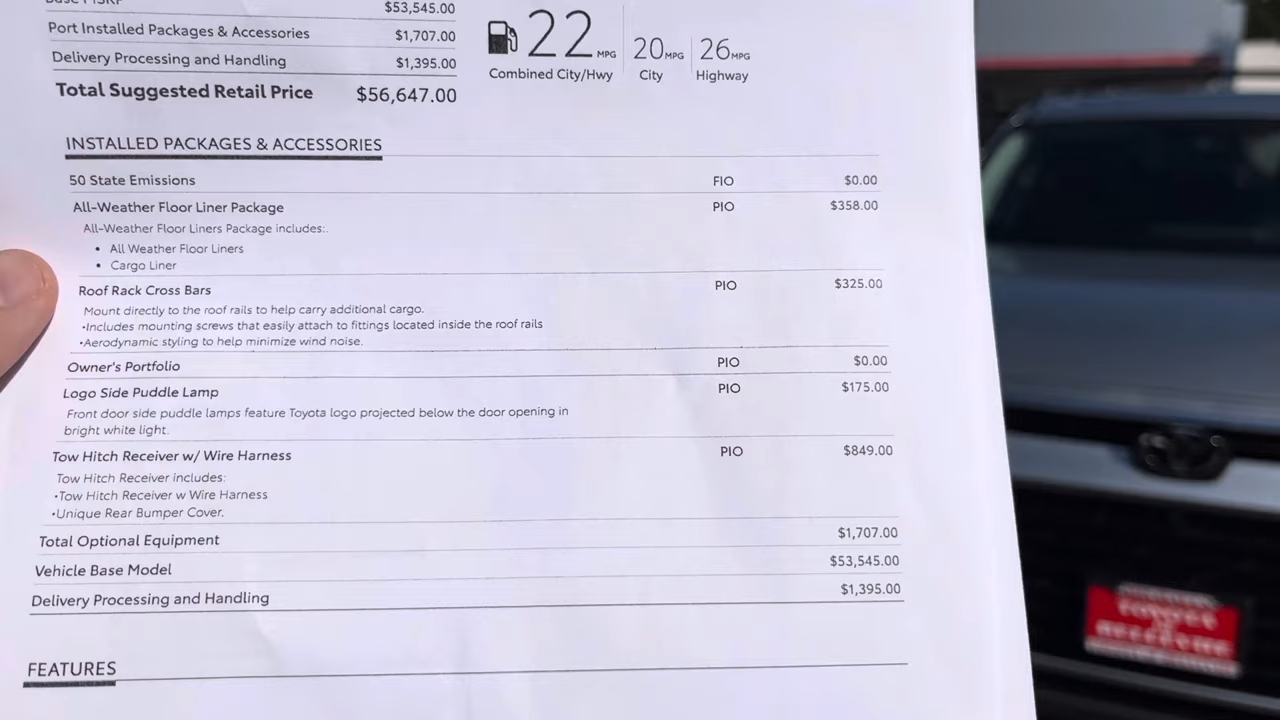 Base MSRP $53,545.00
Port Installed Packages & Accessories $1,707.00
Delivery Processing and Handling $1,395.00
Total Suggested Retail Price $56,647.00
22 MPG
Combined City/Hwy
20 MPG
City
26 MPG
Highway
INSTALLED PACKAGES & ACCESSORIES
50 State Emissions FIO $0.00
All-Weather Floor Liner Package PIO $358.00
All-Weather Floor Liners Package includes:.
• All Weather Floor Liners
• Cargo Liner
Roof Rack Cross Bars PIO $325.00
Mount directly to the roof rails to help carry additional cargo.
•Includes mounting screws that easily attach to fittings located inside the roof rails
•Aerodynamic styling to help minimize wind noise.
Owner's Portfolio PIO $0.00
Logo Side Puddle Lamp PIO $175.00
Front door side puddle lamps feature Toyota logo projected below the door opening in
bright white light.
Tow Hitch Receiver w/ Wire Harness PIO $849.00
Tow Hitch Receiver includes:
•Tow Hitch Receiver w Wire Harness
•Unique Rear Bumper Cover.
Total Optional Equipment $1,707.00
Vehicle Base Model $53,545.00
Delivery Processing and Handling $1,395.00
FEATURES
TOYOTA
BELLEVUE